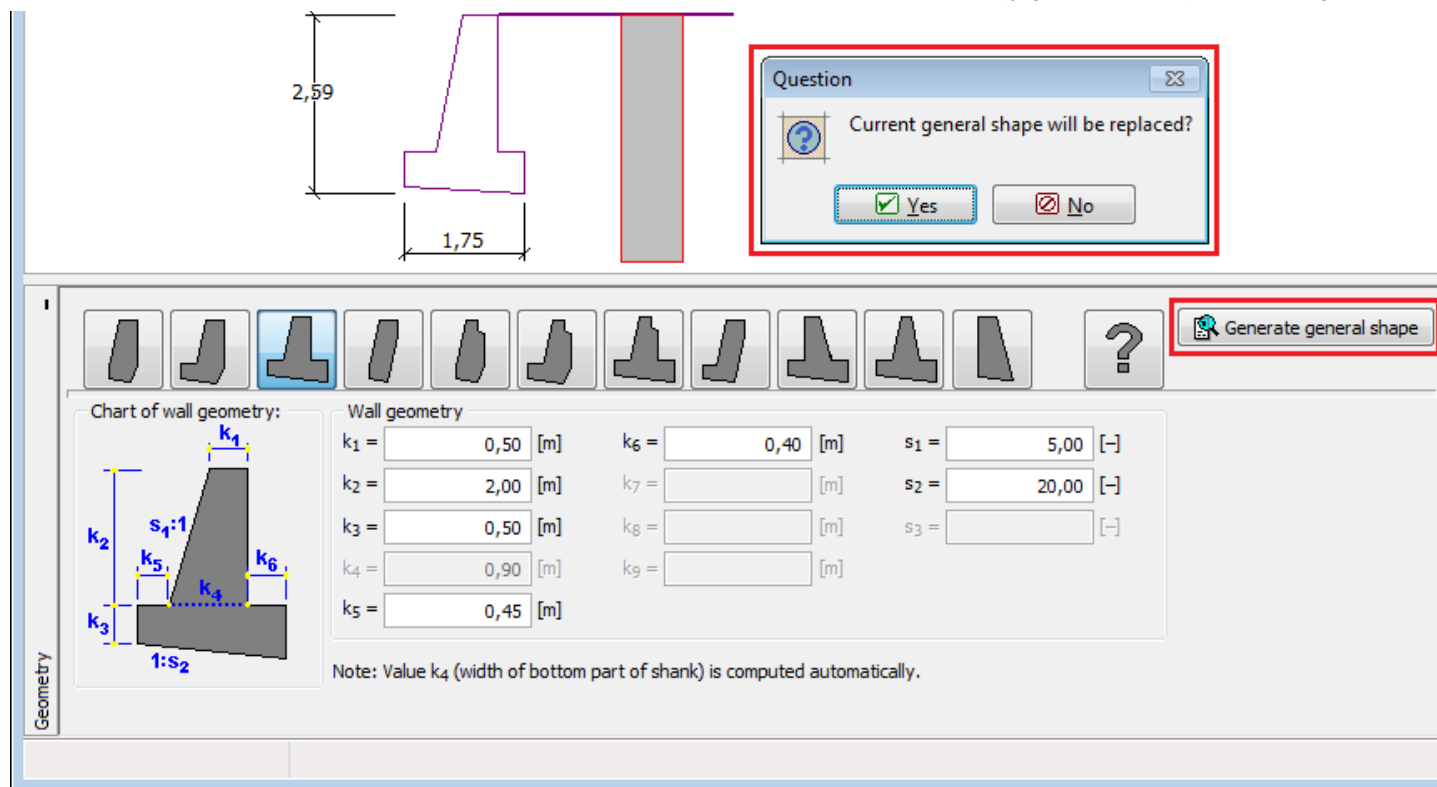 2,59
1,75
Question
Current general shape will be replaced?
Yes
No
Generate general shape
Chart of wall geometry:
k1
k2
s1:1
k5
k6
k4
k3
1:s2
Wall geometry
k1 = 0,50 [m]
k6 = 0,40 [m]
s1 = 5,00 [-]
k2 = 2,00 [m]
k7 = [m]
s2 = 20,00 [-]
k3 = 0,50 [m]
k8 = [m]
s3 = [-]
k4 = 0,90 [m]
k9 = [m]
k5 = 0,45 [m]
Note: Value k4 (width of bottom part of shank) is computed automatically.
Geometry